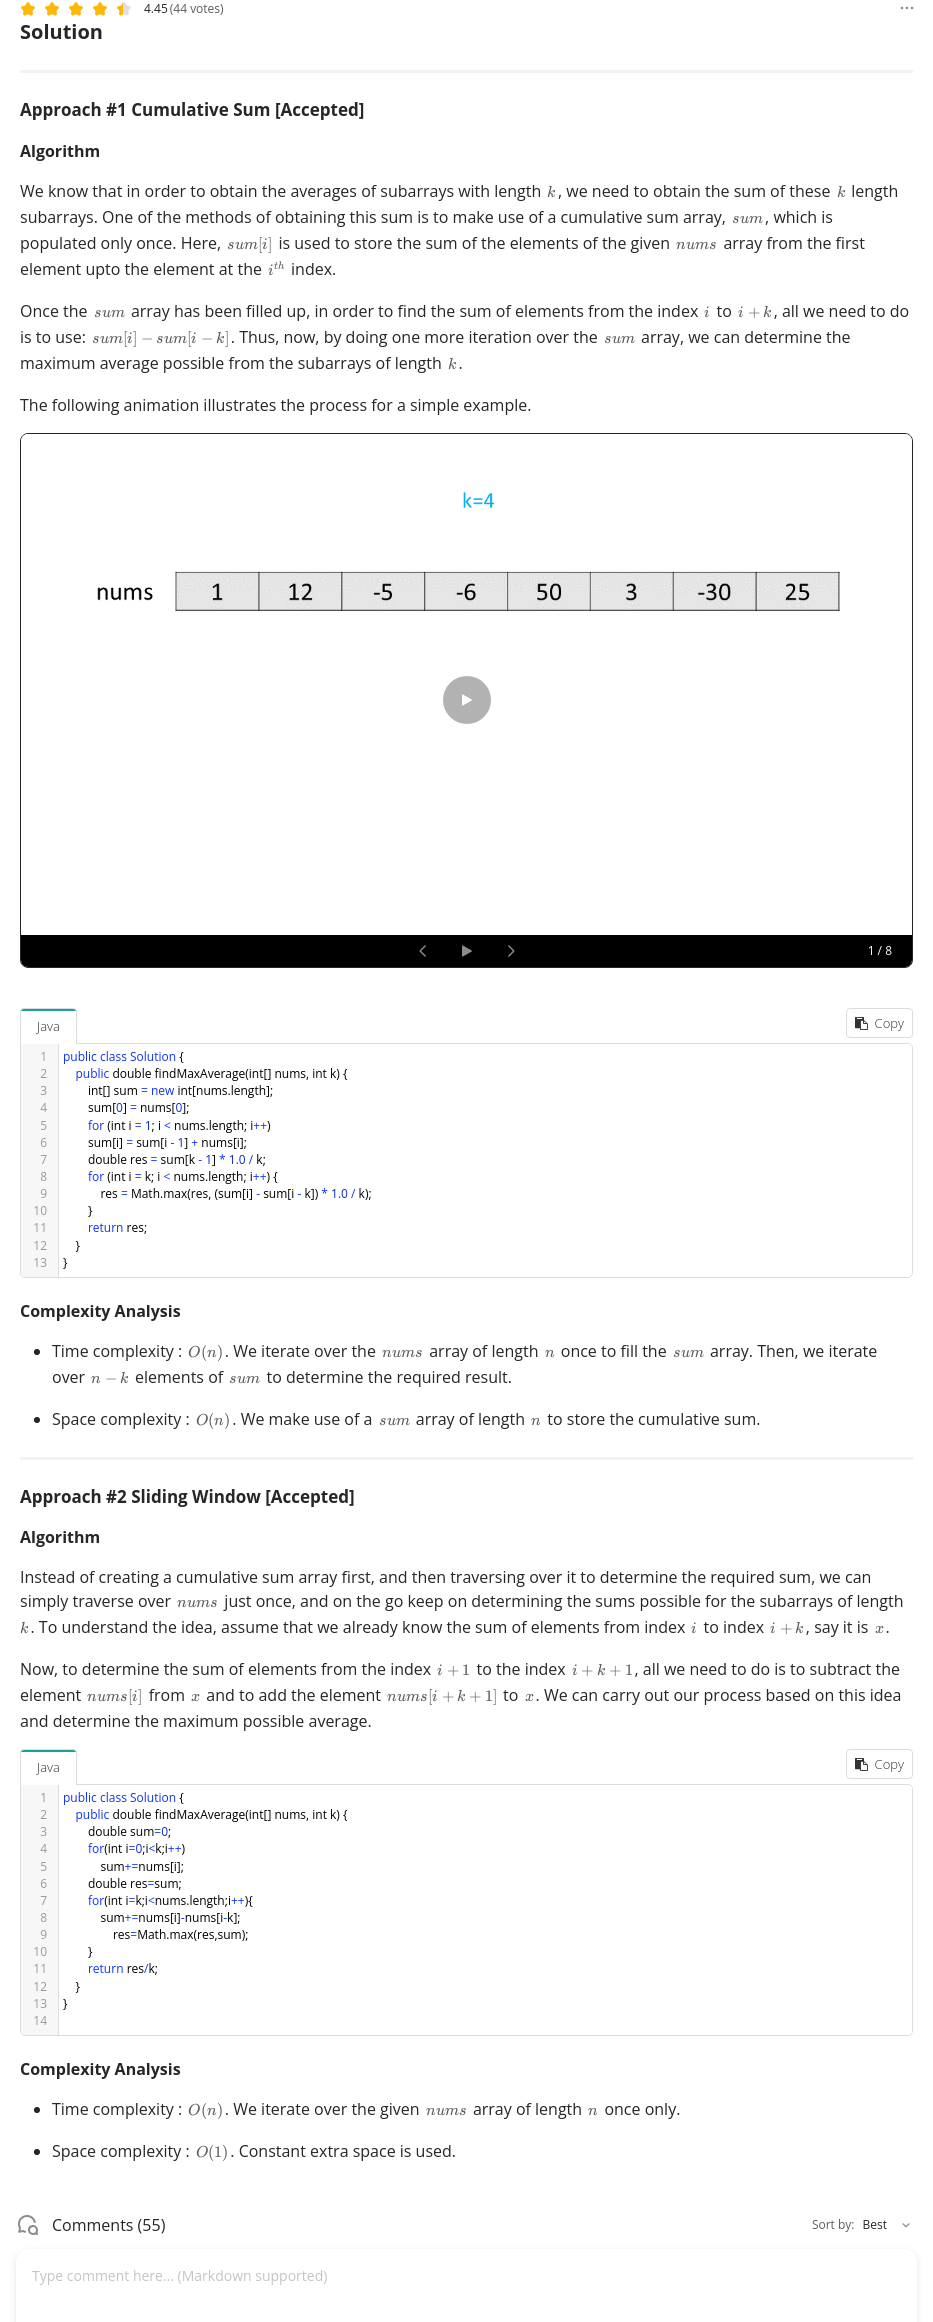 4.45 (44 votes)
Solution
Approach #1 Cumulative Sum [Accepted]
Algorithm
We know that in order to obtain the averages of subarrays with length k, we need to obtain the sum of these k length
subarrays. One of the methods of obtaining this sum is to make use of a cumulative sum array, sum, which is
populated only once. Here, sum[i] is used to store the sum of the elements of the given nums array from the first
element upto the element at the i^th index.
Once the sum array has been filled up, in order to find the sum of elements from the index i to i + k, all we need to do
is to use: sum[i] − sum[i − k]. Thus, now, by doing one more iteration over the sum array, we can determine the
maximum average possible from the subarrays of length k.
The following animation illustrates the process for a simple example.
k=4
nums 1 12 -5 -6 50 3 -30 25
1 / 8
Java Copy
1 public class Solution {
2 public double findMaxAverage(int[] nums, int k) {
3 int[] sum = new int[nums.length];
4 sum[0] = nums[0];
5 for (int i = 1; i < nums.length; i++)
6 sum[i] = sum[i - 1] + nums[i];
7 double res = sum[k - 1] * 1.0 / k;
8 for (int i = k; i < nums.length; i++) {
9 res = Math.max(res, (sum[i] - sum[i - k]) * 1.0 / k);
10 }
11 return res;
12 }
13 }
Complexity Analysis
• Time complexity : O(n). We iterate over the nums array of length n once to fill the sum array. Then, we iterate
over n − k elements of sum to determine the required result.
• Space complexity : O(n). We make use of a sum array of length n to store the cumulative sum.
Approach #2 Sliding Window [Accepted]
Algorithm
Instead of creating a cumulative sum array first, and then traversing over it to determine the required sum, we can
simply traverse over nums just once, and on the go keep on determining the sums possible for the subarrays of length
k. To understand the idea, assume that we already know the sum of elements from index i to index i + k, say it is x.
Now, to determine the sum of elements from the index i + 1 to the index i + k + 1, all we need to do is to subtract the
element nums[i] from x and to add the element nums[i + k + 1] to x. We can carry out our process based on this idea
and determine the maximum possible average.
Java Copy
1 public class Solution {
2 public double findMaxAverage(int[] nums, int k) {
3 double sum=0;
4 for(int i=0;i<k;i++)
5 sum+=nums[i];
6 double res=sum;
7 for(int i=k;i<nums.length;i++){
8 sum+=nums[i]-nums[i-k];
9 res=Math.max(res,sum);
10 }
11 return res/k;
12 }
13 }
14
Complexity Analysis
• Time complexity : O(n). We iterate over the given nums array of length n once only.
• Space complexity : O(1). Constant extra space is used.
Comments (55) Sort by: Best
Type comment here... (Markdown supported)